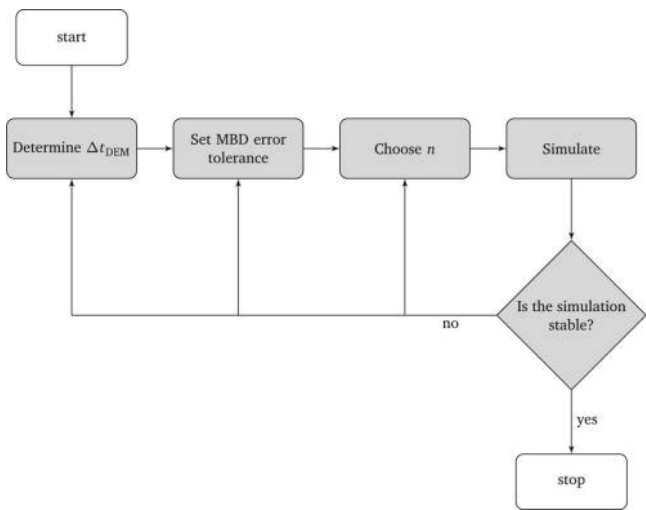 start
Determine Δt_DEM
Set MBD error
tolerance
Choose n
Simulate
Is the simulation
stable?
no
yes
stop